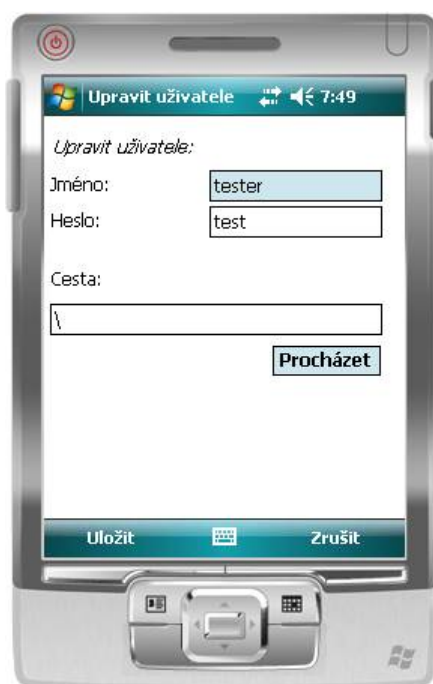 Upravit uživatele 7:49
Upravit uživatele:
Jméno: tester
Heslo: test
Cesta:
\
Procházet
Uložit Zrušit